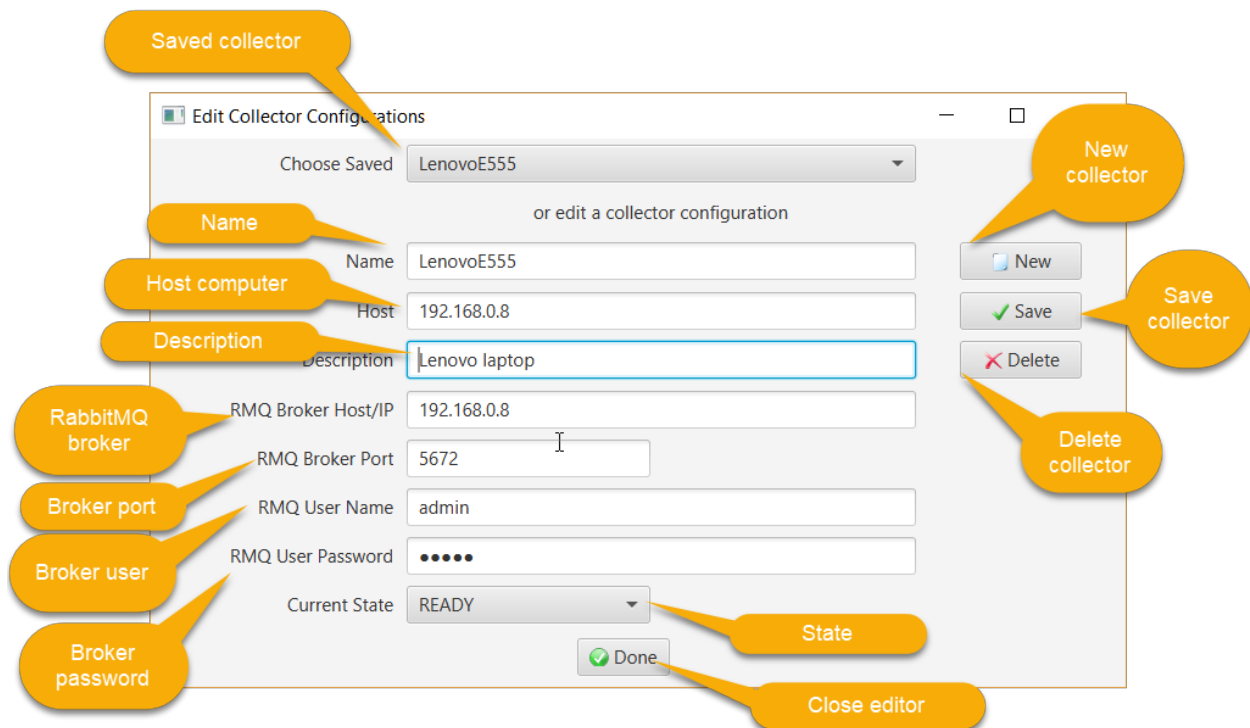 Saved collector
Edit Collector Configurations
Choose Saved
LenovoE555
New
collector
or edit a collector configuration
Name
Name
LenovoE555
New
Host computer
Host
192.168.0.8
Save
Save
collector
Description
Description
Lenovo laptop
Delete
RabbitMQ
broker
RMQ Broker Host/IP
192.168.0.8
Delete
collector
RMQ Broker Port
5672
Broker port
RMQ User Name
admin
Broker user
RMQ User Password
●●●●●
Current State
READY
State
Broker
password
Done
Close editor